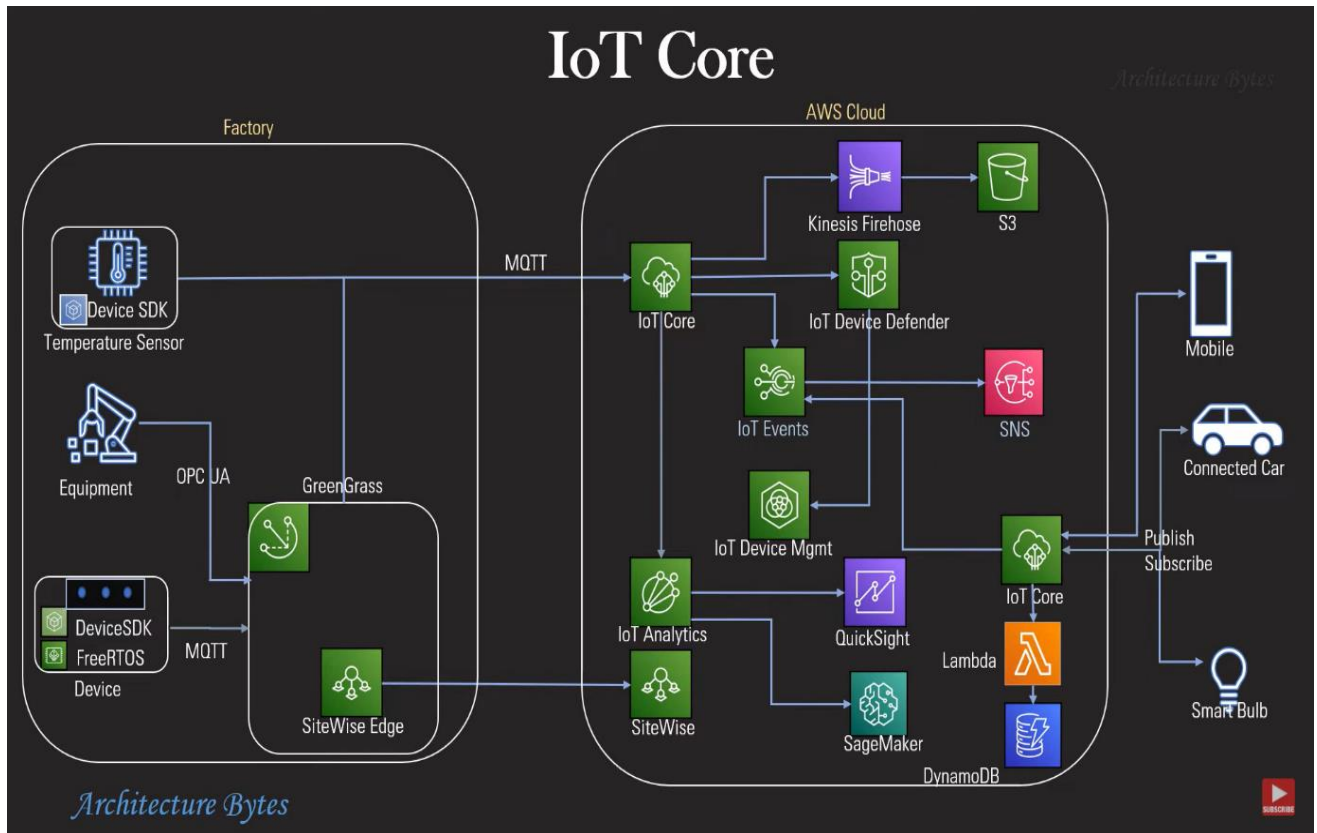 IoT Core
Architecture Bytes
Factory
AWS Cloud
Device SDK
Temperature Sensor
Equipment
OPC UA
GreenGrass
DeviceSDK
FreeRTOS
Device
MQTT
SiteWise Edge
MQTT
IoT Core
Kinesis Firehose
S3
IoT Device Defender
IoT Events
SNS
IoT Device Mgmt
IoT Analytics
QuickSight
SiteWise
SageMaker
IoT Core
Lambda
DynamoDB
Mobile
Connected Car
Publish
Subscribe
Smart Bulb
Architecture Bytes
SUBSCRIBE